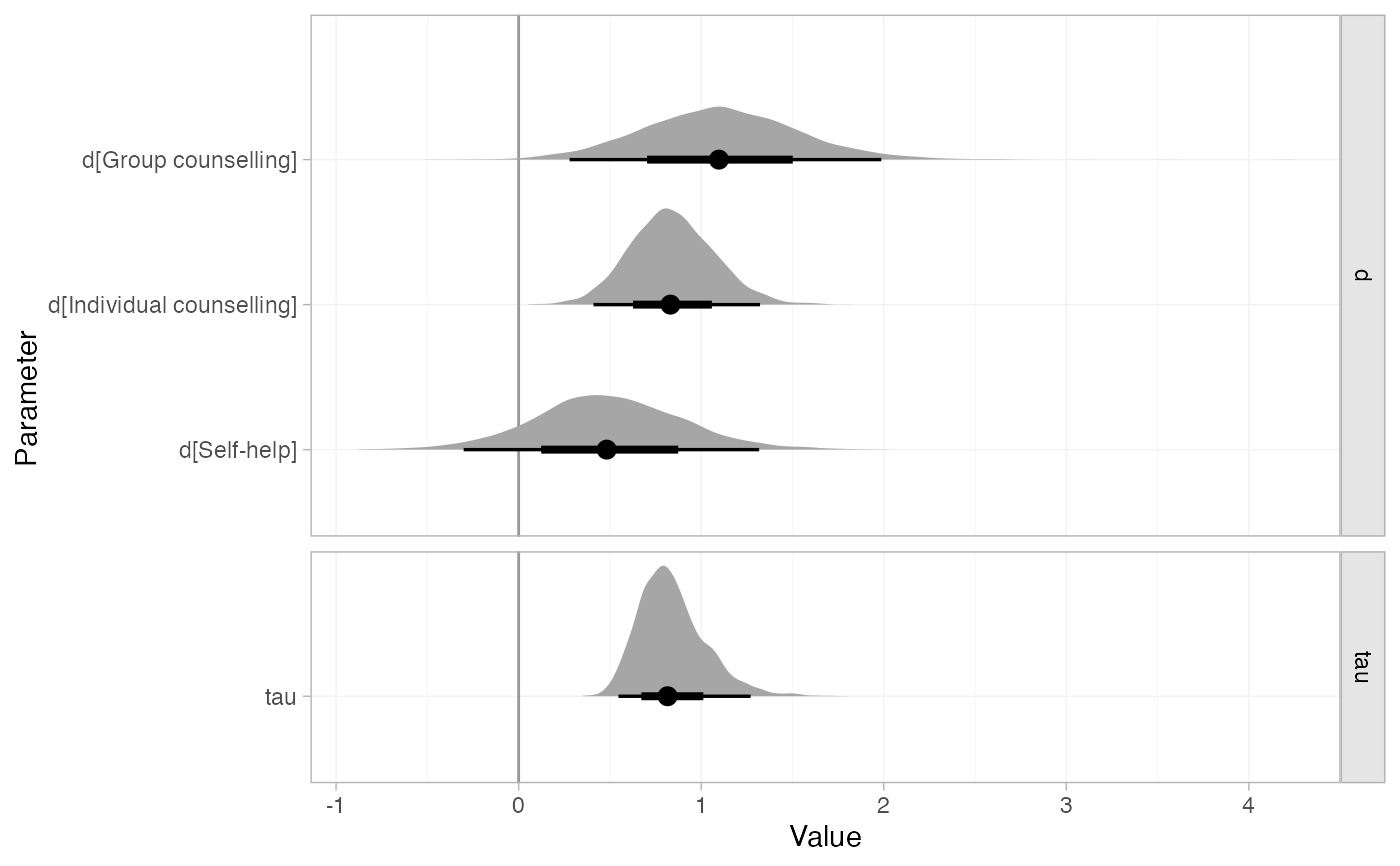 Parameter
d[Group counselling]
d[Individual counselling]
d[Self-help]
d
tau
tau
-1 0 1 2 3 4
Value